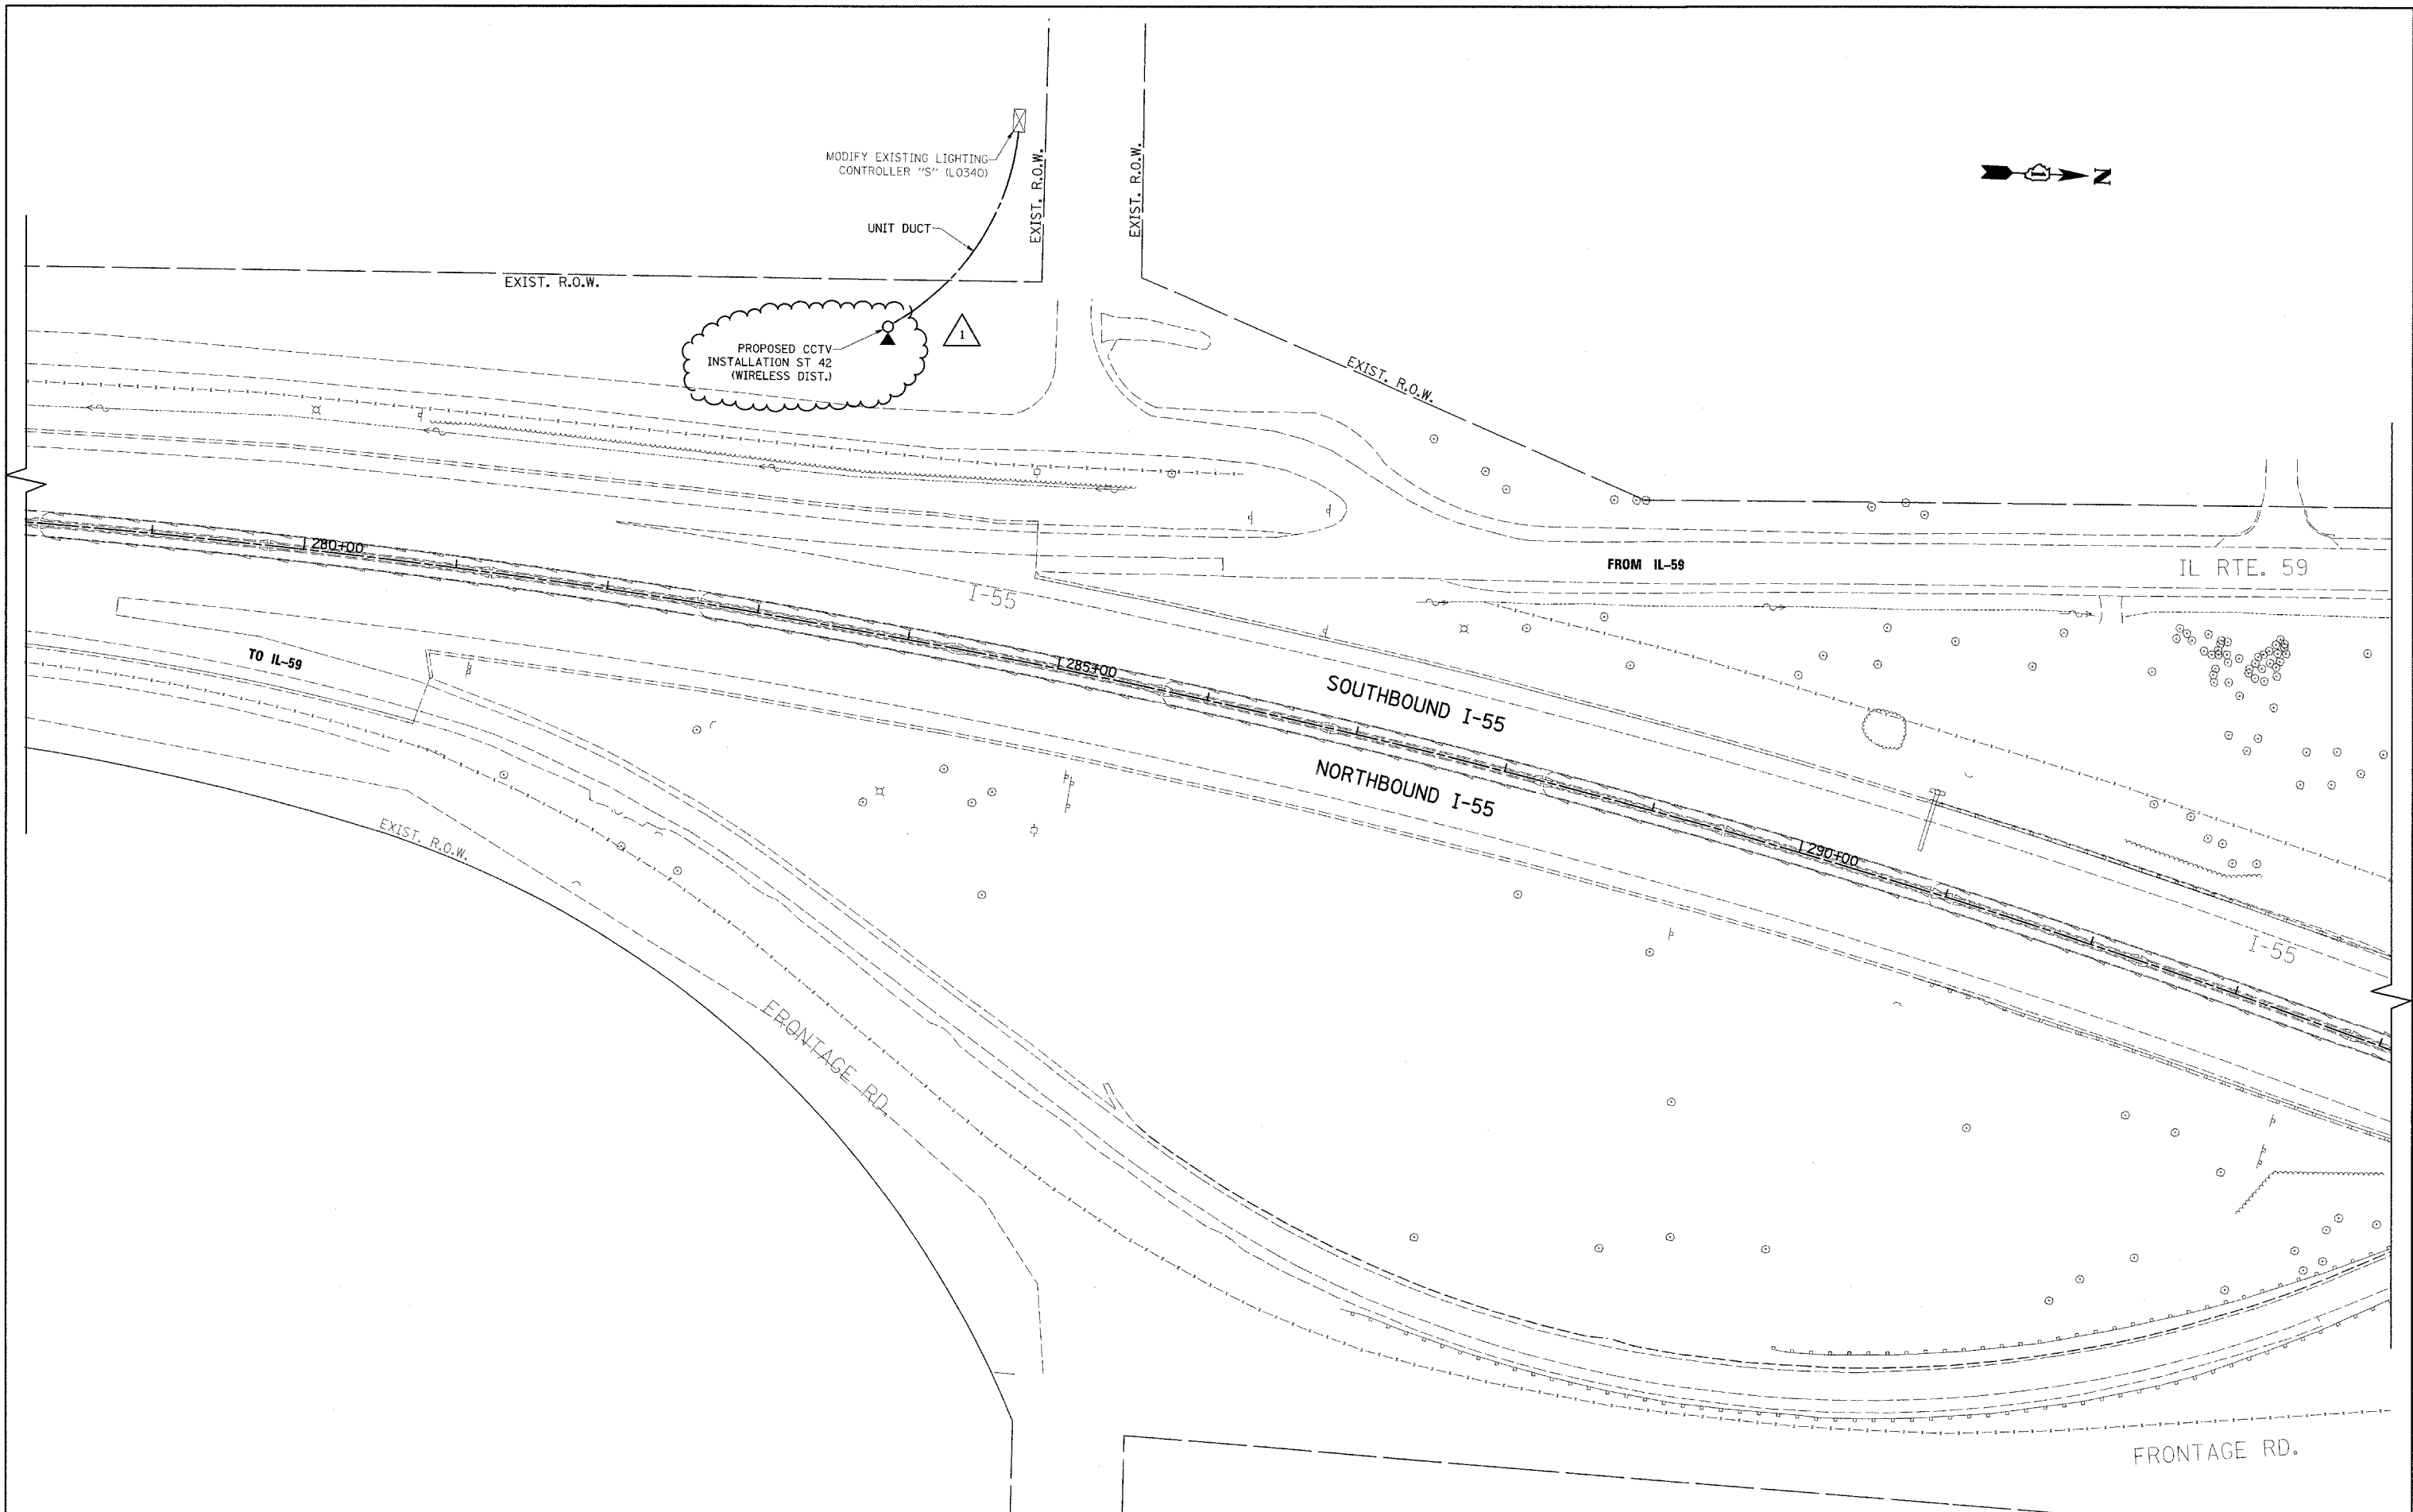 MODIFY EXISTING LIGHTING
CONTROLLER "S" (L0340)
EXIST. R.O.W.
EXIST. R.O.W.
N
UNIT DUCT
EXIST. R.O.W.
PROPOSED CCTV
INSTALLATION ST 42
(WIRELESS DIST.)
1
EXIST. R.O.W.
280+00
I-55
FROM IL-59
IL RTE. 59
TO IL-59
285+00
SOUTHBOUND I-55
NORTHBOUND I-55
290+00
EXIST. R.O.W.
I-55
FRONTAGE RD.
FRONTAGE RD.